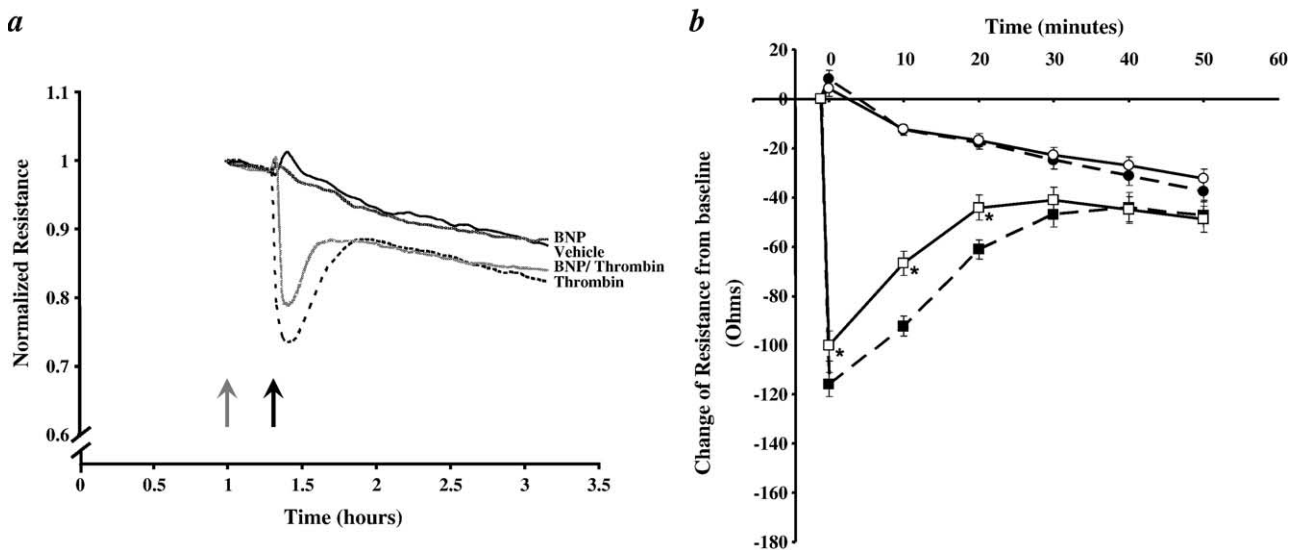 a
Normalized Resistance
1.1
1
0.9
0.8
0.7
0.6
BNP
Vehicle
BNP/ Thrombin
Thrombin
0 0.5 1 1.5 2 2.5 3 3.5
Time (hours)
b
Time (minutes)
Change of Resistance from baseline
(Ohms)
0 10 20 30 40 50 60
20
0
-20
-40
-60
-80
-100
-120
-140
-160
-180
*
*
*